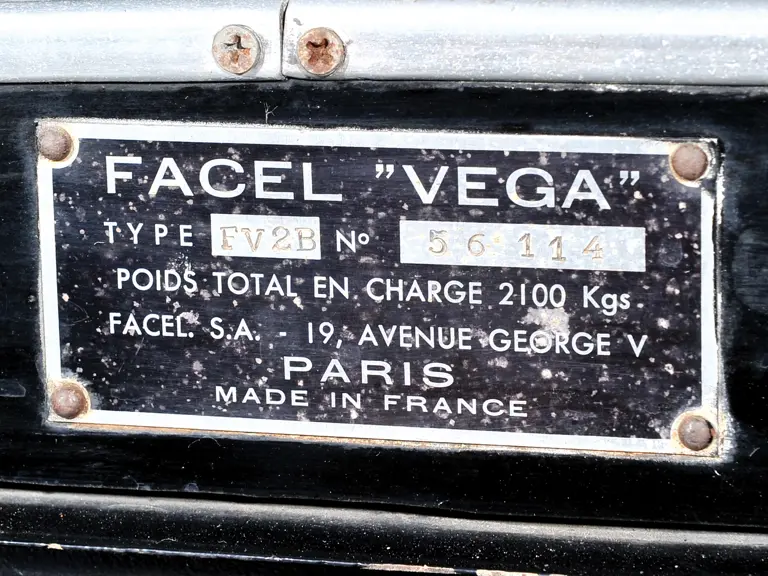 FACEL "VEGA"
TYPE FV2B Nº 56 114
POIDS TOTAL EN CHARGE 2100 Kgs.
FACEL. S.A. - 19, AVENUE GEORGE V
PARIS
MADE IN FRANCE